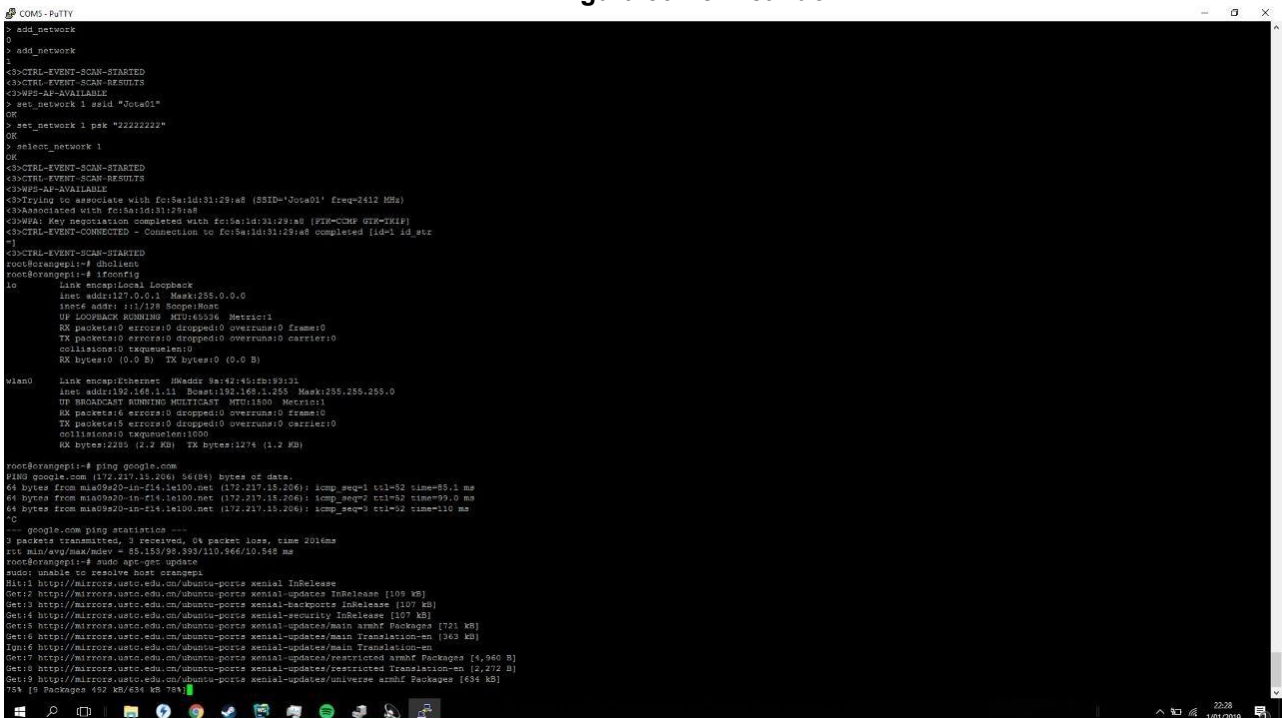 COM5 - PuTTY
> add_network
0
> add_network
1
<3>CTRL-EVENT-SCAN-STARTED
<3>CTRL-EVENT-SCAN-RESULTS
<3>WPS-AP-AVAILABLE
> set_network 1 ssid "Jota01"
OK
> set_network 1 psk "22222222"
OK
> select_network 1
OK
<3>CTRL-EVENT-SCAN-STARTED
<3>CTRL-EVENT-SCAN-RESULTS
<3>WPS-AP-AVAILABLE
<3>Trying to associate with fc:5a:1d:31:29:a8 (SSID='Jota01' freq=2412 MHz)
<3>Associated with fc:5a:1d:31:29:a8
<3>WPA: Key negotiation completed with fc:5a:1d:31:29:a8 [PTK=CCMP GTK=TKIP]
<3>CTRL-EVENT-CONNECTED - Connection to fc:5a:1d:31:29:a8 completed [id=1 id_str
=]
<3>CTRL-EVENT-SCAN-STARTED
root@orangepi:~# dhclient
root@orangepi:~# ifconfig
lo Link encap:Local Loopback
inet addr:127.0.0.1 Mask:255.0.0.0
inet6 addr: ::1/128 Scope:Host
UP LOOPBACK RUNNING MTU:65536 Metric:1
RX packets:0 errors:0 dropped:0 overruns:0 frame:0
TX packets:0 errors:0 dropped:0 overruns:0 carrier:0
collisions:0 txqueuelen:0
RX bytes:0 (0.0 B) TX bytes:0 (0.0 B)
wlan0 Link encap:Ethernet HWaddr 9a:42:45:fb:93:31
inet addr:192.168.1.11 Bcast:192.168.1.255 Mask:255.255.255.0
UP BROADCAST RUNNING MULTICAST MTU:1500 Metric:1
RX packets:6 errors:0 dropped:0 overruns:0 frame:0
TX packets:5 errors:0 dropped:0 overruns:0 carrier:0
collisions:0 txqueuelen:1000
RX bytes:2285 (2.2 KB) TX bytes:1274 (1.2 KB)
root@orangepi:~# ping google.com
PING google.com (172.217.15.206) 56(84) bytes of data.
64 bytes from mia09s20-in-f14.1e100.net (172.217.15.206): icmp_seq=1 ttl=52 time=85.1 ms
64 bytes from mia09s20-in-f14.1e100.net (172.217.15.206): icmp_seq=2 ttl=52 time=99.0 ms
64 bytes from mia09s20-in-f14.1e100.net (172.217.15.206): icmp_seq=3 ttl=52 time=110 ms
^C
--- google.com ping statistics ---
3 packets transmitted, 3 received, 0% packet loss, time 2016ms
rtt min/avg/max/mdev = 85.153/98.393/110.966/10.548 ms
root@orangepi:~# sudo apt-get update
sudo: unable to resolve host orangepi
Hit:1 http://mirrors.ustc.edu.cn/ubuntu-ports xenial InRelease
Get:2 http://mirrors.ustc.edu.cn/ubuntu-ports xenial-updates InRelease [109 kB]
Get:3 http://mirrors.ustc.edu.cn/ubuntu-ports xenial-backports InRelease [107 kB]
Get:4 http://mirrors.ustc.edu.cn/ubuntu-ports xenial-security InRelease [107 kB]
Get:5 http://mirrors.ustc.edu.cn/ubuntu-ports xenial-updates/main armhf Packages [721 kB]
Get:6 http://mirrors.ustc.edu.cn/ubuntu-ports xenial-updates/main Translation-en [363 kB]
Ign:6 http://mirrors.ustc.edu.cn/ubuntu-ports xenial-updates/main Translation-en
Get:7 http://mirrors.ustc.edu.cn/ubuntu-ports xenial-updates/restricted armhf Packages [4,960 B]
Get:8 http://mirrors.ustc.edu.cn/ubuntu-ports xenial-updates/restricted Translation-en [2,272 B]
Get:9 http://mirrors.ustc.edu.cn/ubuntu-ports xenial-updates/universe armhf Packages [634 kB]
75% [9 Packages 492 kB/634 kB 78%]
22:28
1/01/2019